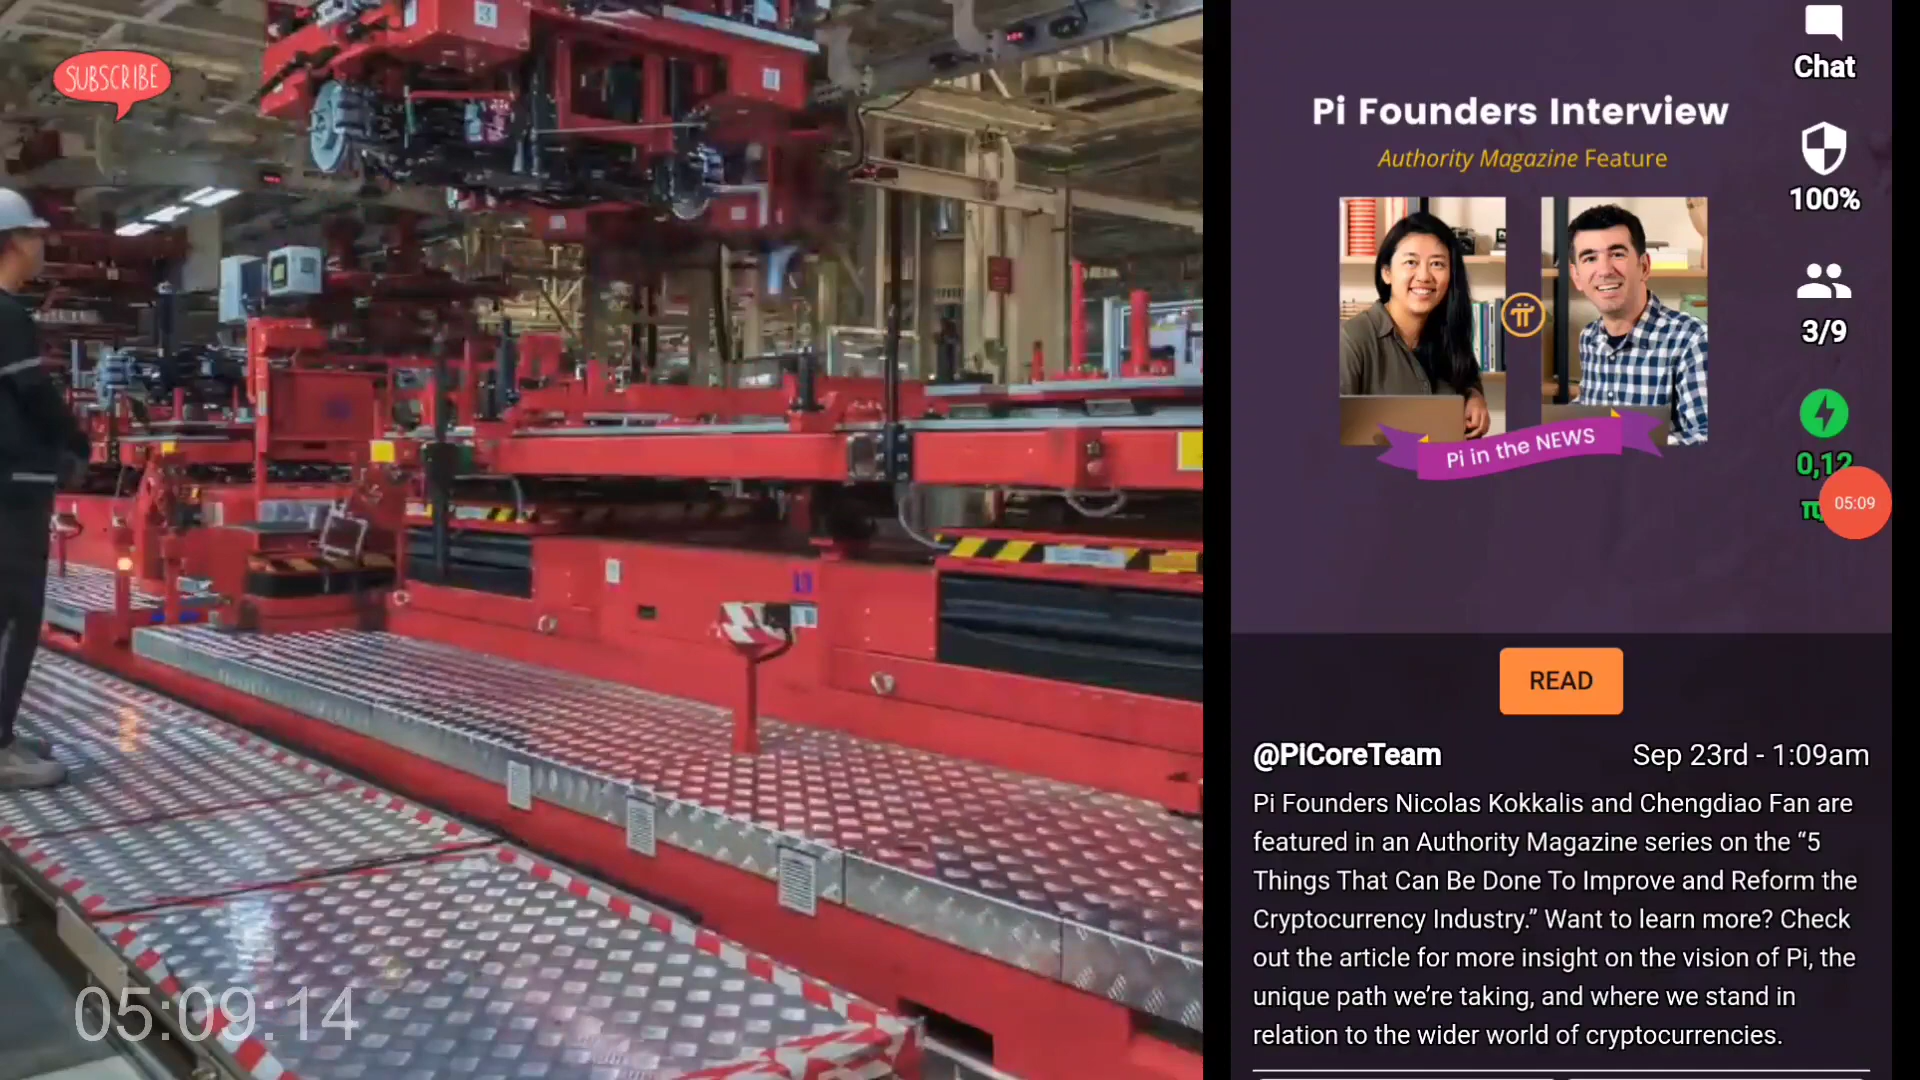 SUBSCRIBE
3
05:09:14
Pi Founders Interview
Authority Magazine Feature
Pi in the NEWS
Chat
100%
3/9
0,12
05:09
READ
@PiCoreTeam
Sep 23rd - 1:09am
Pi Founders Nicolas Kokkalis and Chengdiao Fan are
featured in an Authority Magazine series on the “5
Things That Can Be Done To Improve and Reform the
Cryptocurrency Industry.” Want to learn more? Check
out the article for more insight on the vision of Pi, the
unique path we’re taking, and where we stand in
relation to the wider world of cryptocurrencies.